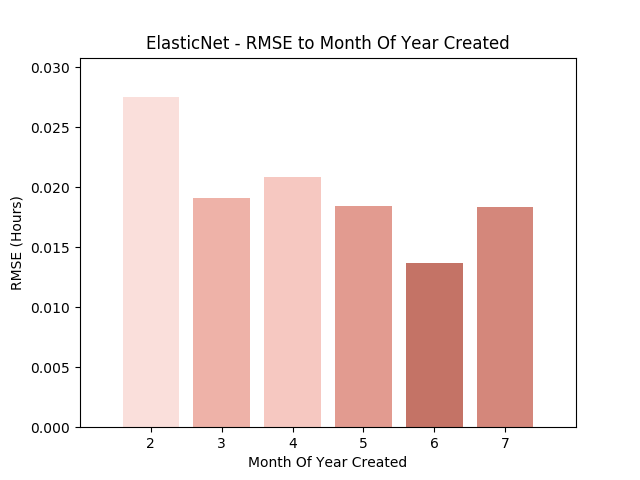 ElasticNet - RMSE to Month Of Year Created
0.030
0.025
0.020
0.015
0.010
0.005
0.000
RMSE (Hours)
2 3 4 5 6 7
Month Of Year Created